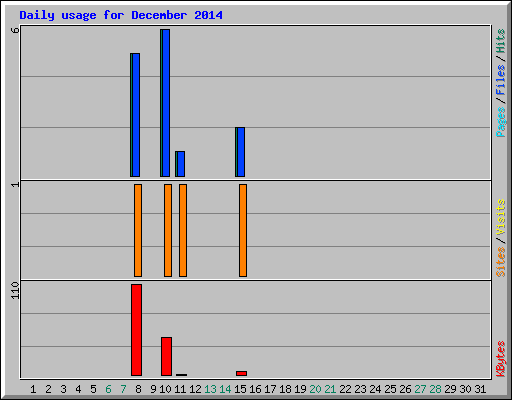 Daily usage for December 2014
6
Pages/Files/Hits
1
Sites/Visits
110
KBytes
1 2 3 4 5 6 7 8 9 10 11 12 13 14 15 16 17 18 19 20 21 22 23 24 25 26 27 28 29 30 31